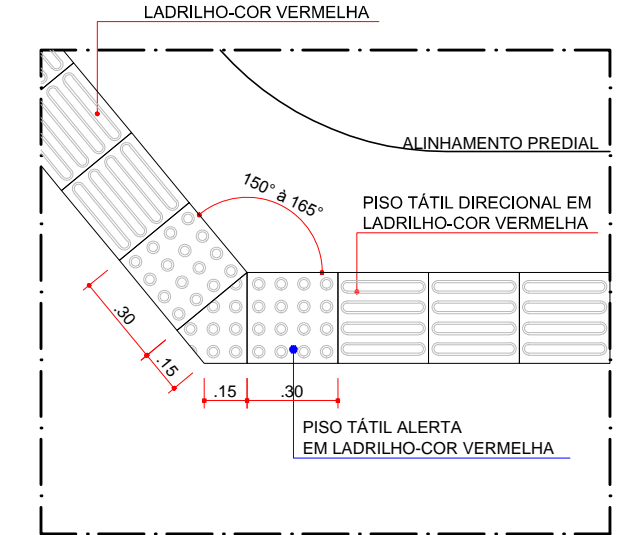 LADRILHO-COR VERMELHA
ALINHAMENTO PREDIAL
150° à 165°
PISO TÁTIL DIRECIONAL EM
LADRILHO-COR VERMELHA
.30
.15
.15
.30
PISO TÁTIL ALERTA
EM LADRILHO-COR VERMELHA